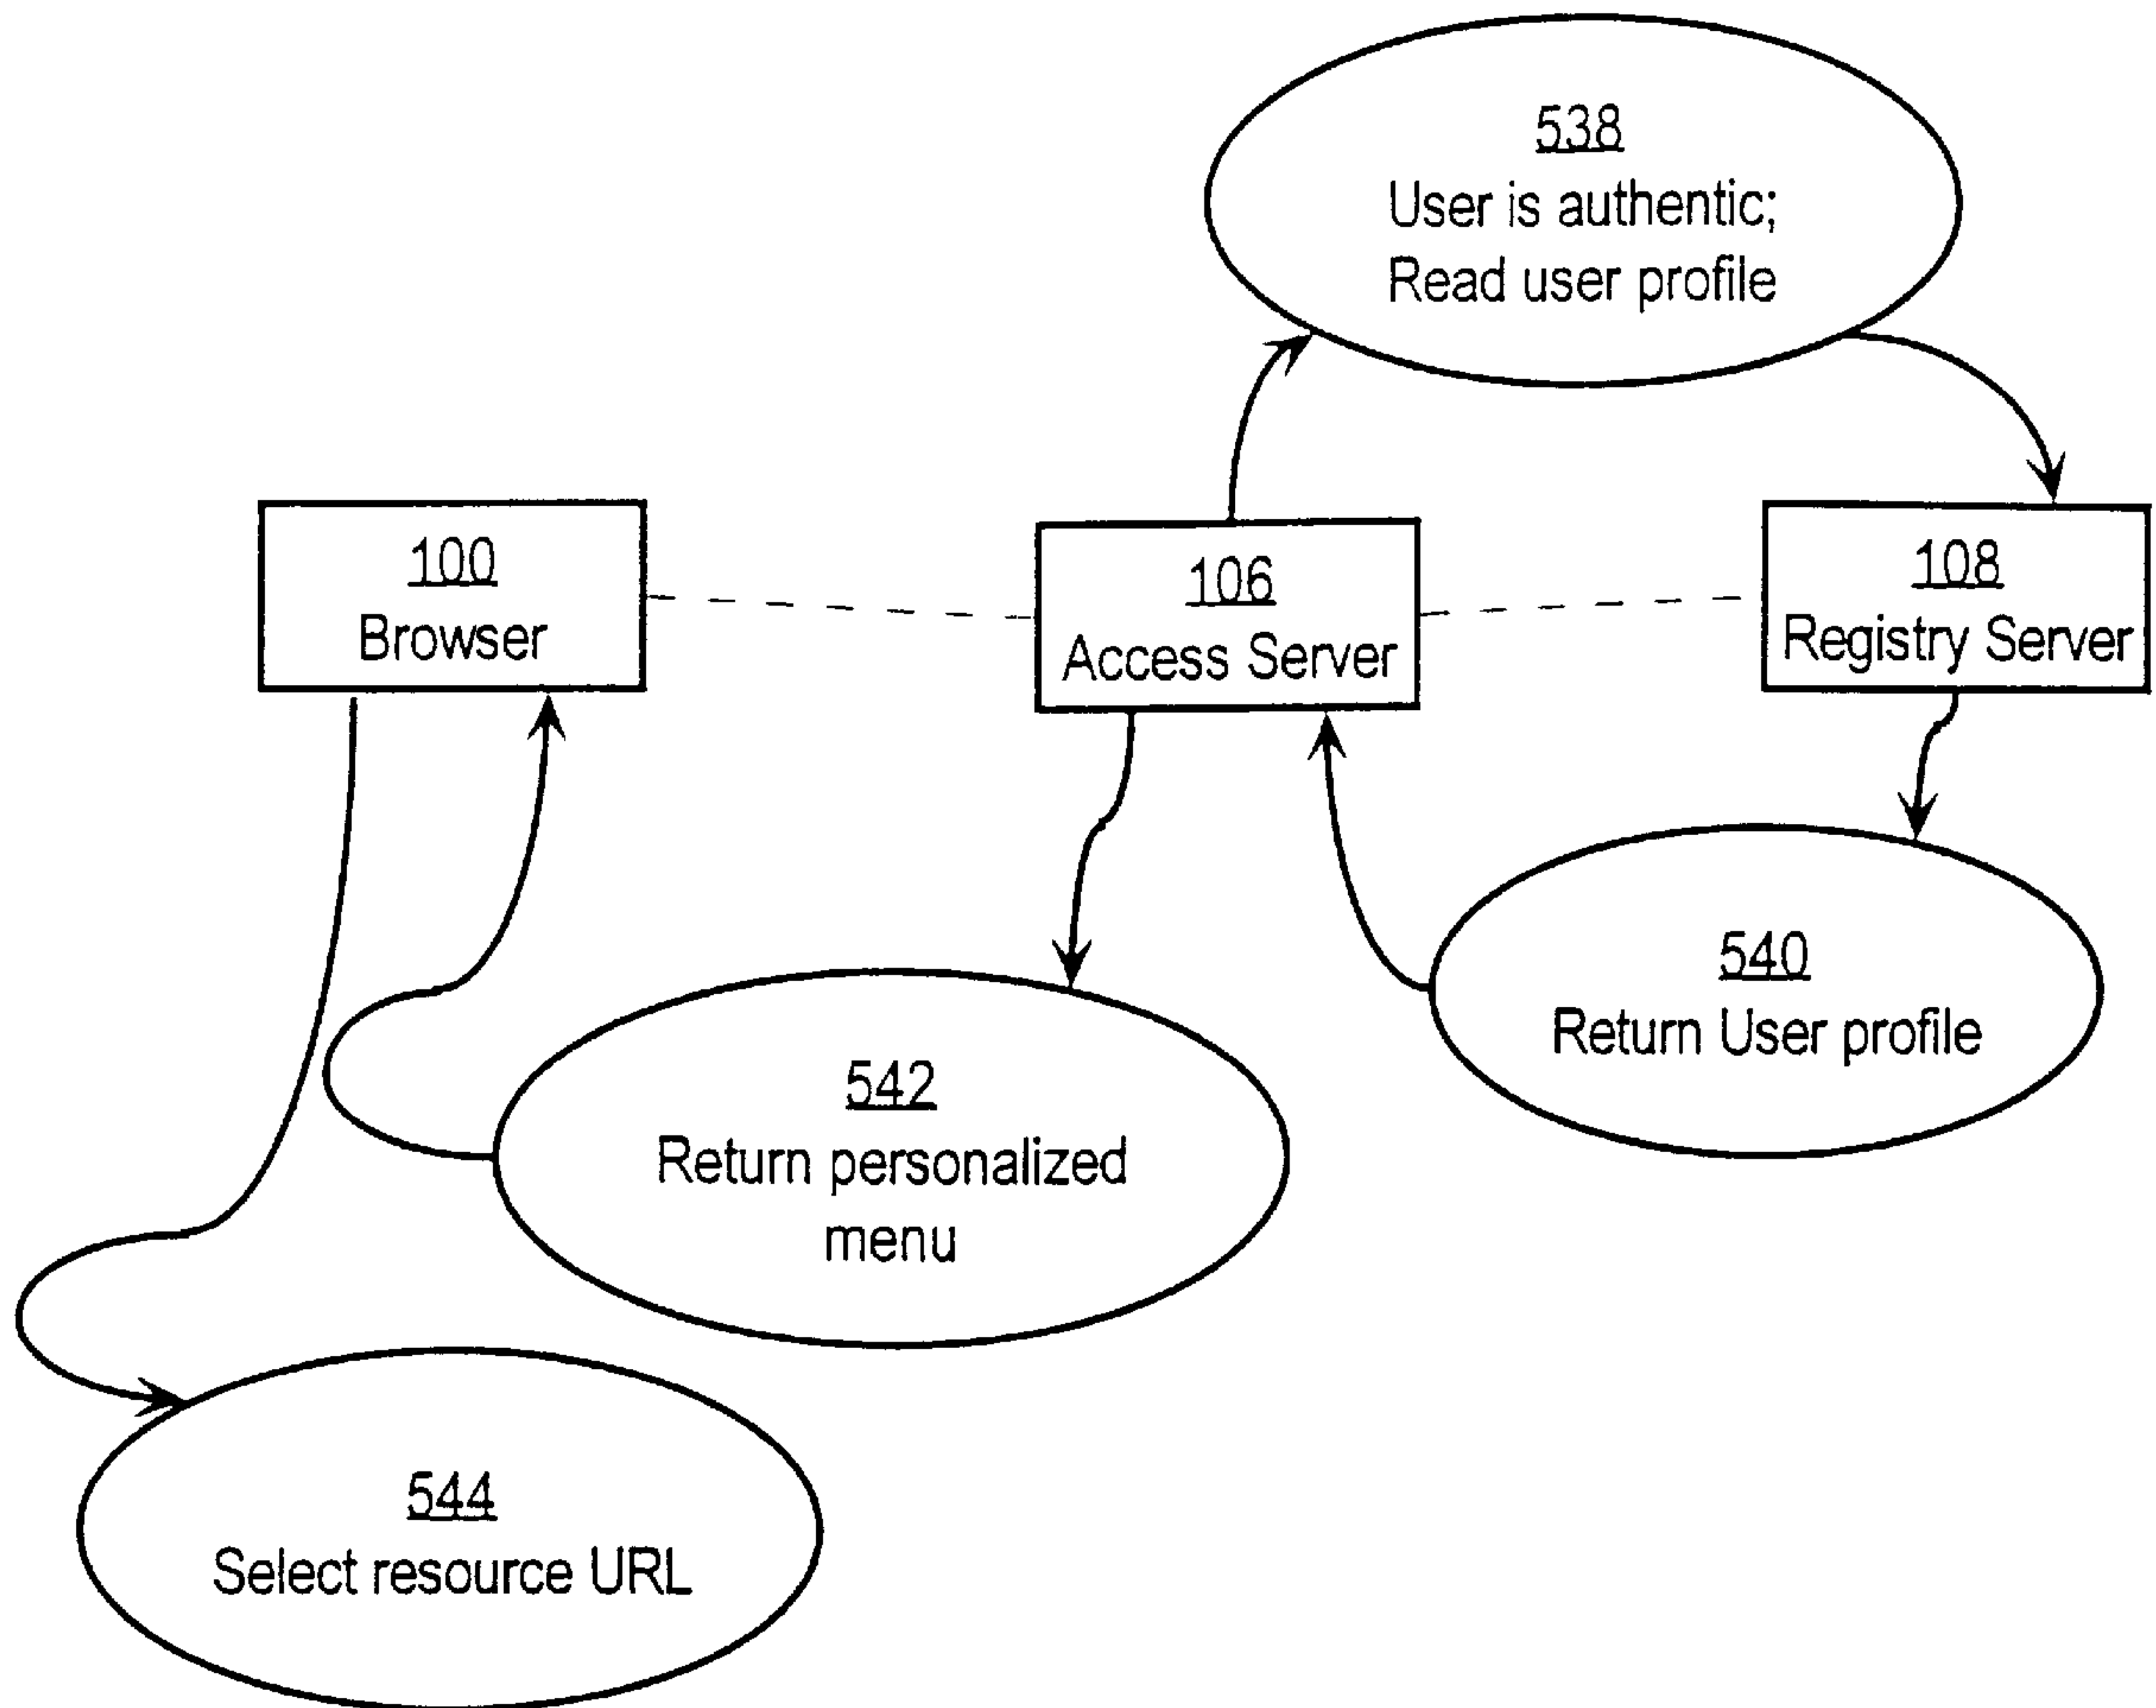 538
User is authentic;
Read user profile
100
Browser
106
Access Server
108
Registry Server
540
Return User profile
542
Return personalized
menu
544
Select resource URL